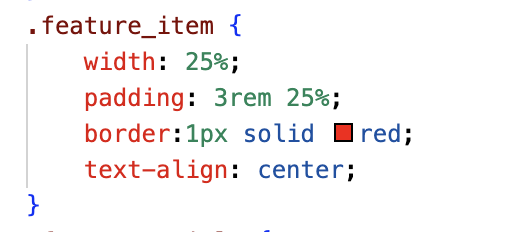 .feature_item {
width: 25%;
padding: 3rem 25%;
border:1px solid red;
text-align: center;
}